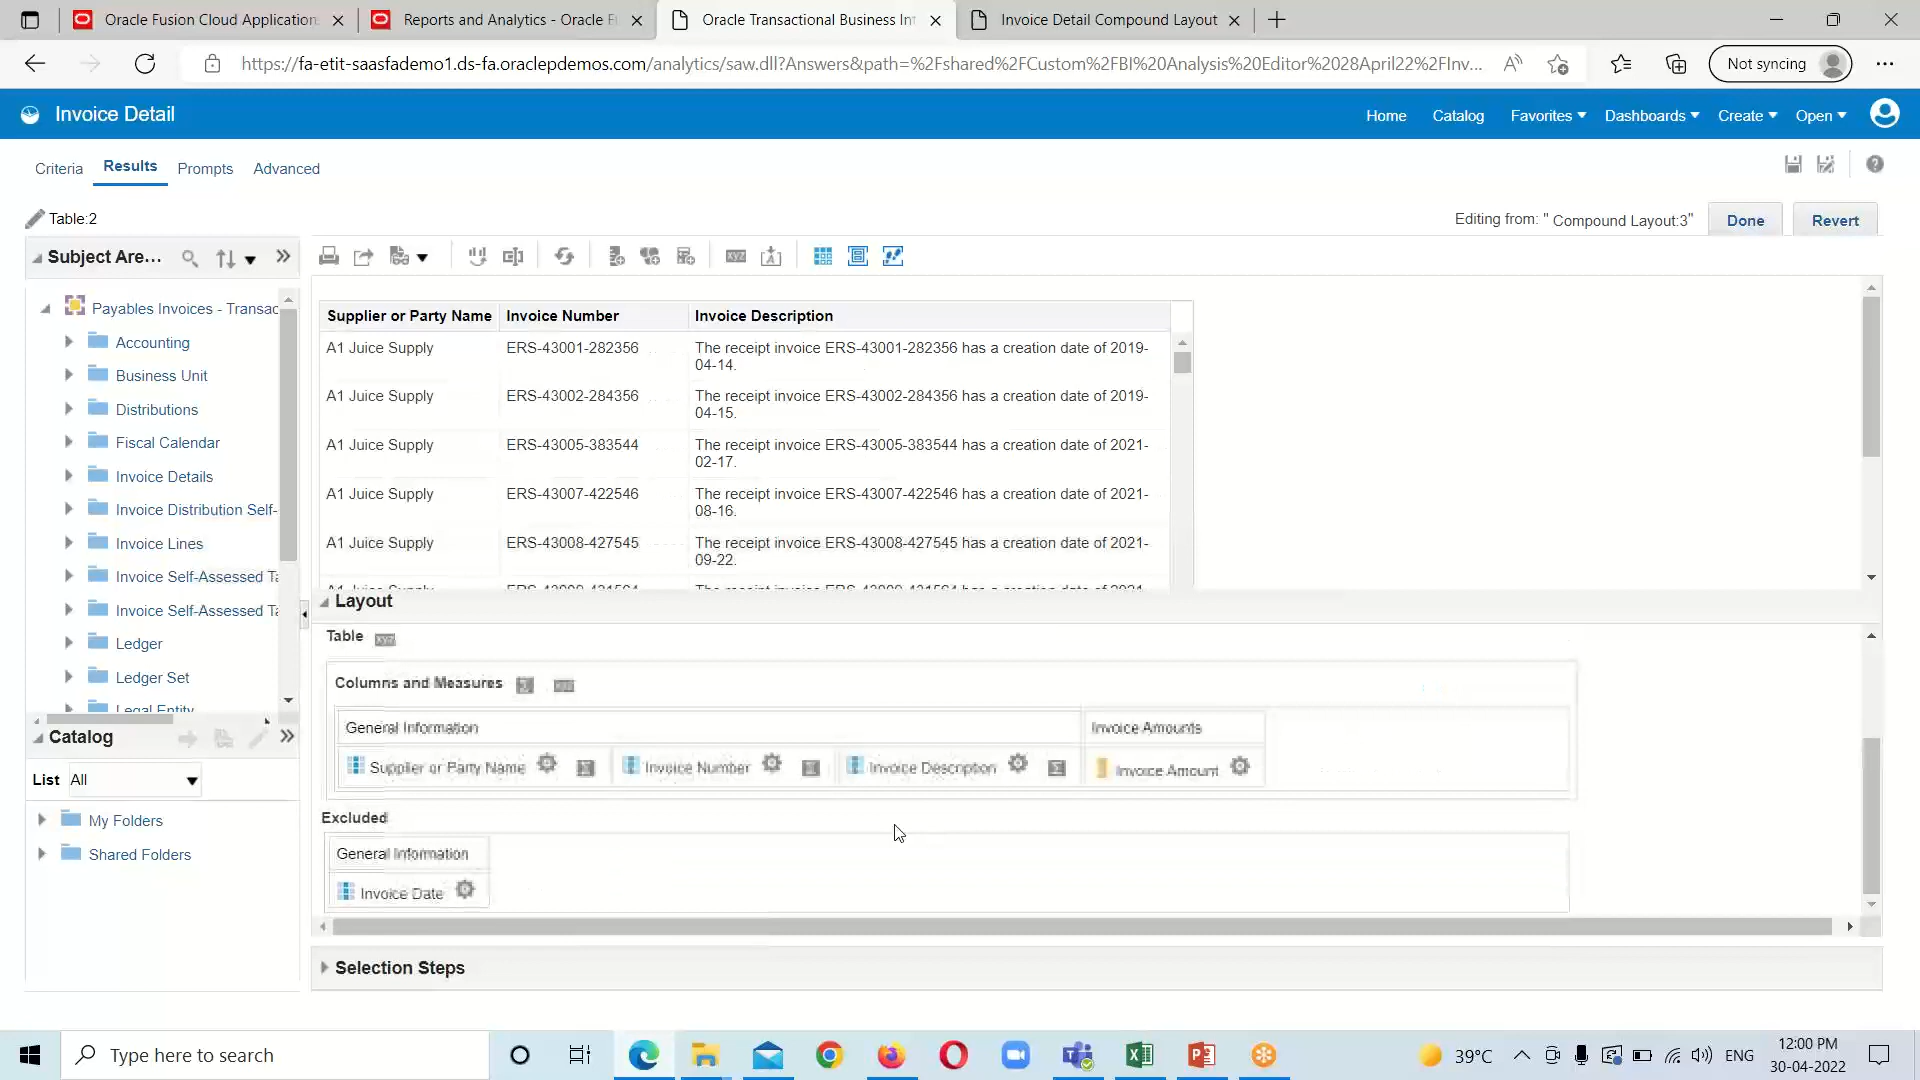 Oracle Fusion Cloud Application
Reports and Analytics - Oracle F
Oracle Transactional Business Int
Invoice Detail Compound Layout
https://fa-etit-saasfademo1.ds-fa.oraclepdemos.com/analytics/saw.dll?Answers&path=%2Fshared%2FCustom%2FBI%20Analysis%20Editor%2028April22%2FInv...
Not syncing
Invoice Detail
Home Catalog Favorites Dashboards Create Open
Criteria Results Prompts Advanced
Table:2
Editing from: " Compound Layout:3"
Done
Revert
Subject Are...
Payables Invoices - Transac
Accounting
Business Unit
Distributions
Fiscal Calendar
Invoice Details
Invoice Distribution Self-
Invoice Lines
Invoice Self-Assessed Ta
Invoice Self-Assessed Ta
Ledger
Ledger Set
Legal Entity
Catalog
List All
My Folders
Shared Folders
Supplier or Party Name Invoice Number Invoice Description
A1 Juice Supply ERS-43001-282356 The receipt invoice ERS-43001-282356 has a creation date of 2019-
04-14.
A1 Juice Supply ERS-43002-284356 The receipt invoice ERS-43002-284356 has a creation date of 2019-
04-15.
A1 Juice Supply ERS-43005-383544 The receipt invoice ERS-43005-383544 has a creation date of 2021-
02-17.
A1 Juice Supply ERS-43007-422546 The receipt invoice ERS-43007-422546 has a creation date of 2021-
08-16.
A1 Juice Supply ERS-43008-427545 The receipt invoice ERS-43008-427545 has a creation date of 2021-
09-22.
Layout
Table xyz
Columns and Measures
General Information Invoice Amounts
Supplier or Party Name Invoice Number Invoice Description Invoice Amount
Excluded
General Information
Invoice Date
Selection Steps
Type here to search
39°C
ENG
12:00 PM
30-04-2022